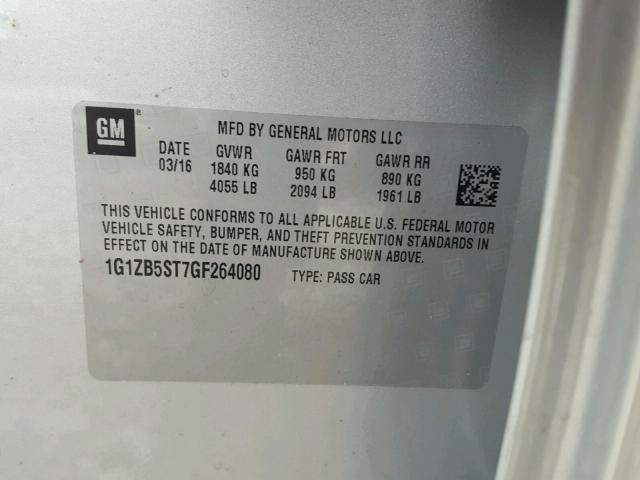 GM ®
MFD BY GENERAL MOTORS LLC
DATE GVWR GAWR FRT GAWR RR
03/16 1840 KG 950 KG 890 KG
4055 LB 2094 LB 1961 LB
THIS VEHICLE CONFORMS TO ALL APPLICABLE U.S. FEDERAL MOTOR
VEHICLE SAFETY, BUMPER, AND THEFT PREVENTION STANDARDS IN
EFFECT ON THE DATE OF MANUFACTURE SHOWN ABOVE.
1G1ZB5ST7GF264080 TYPE: PASS CAR